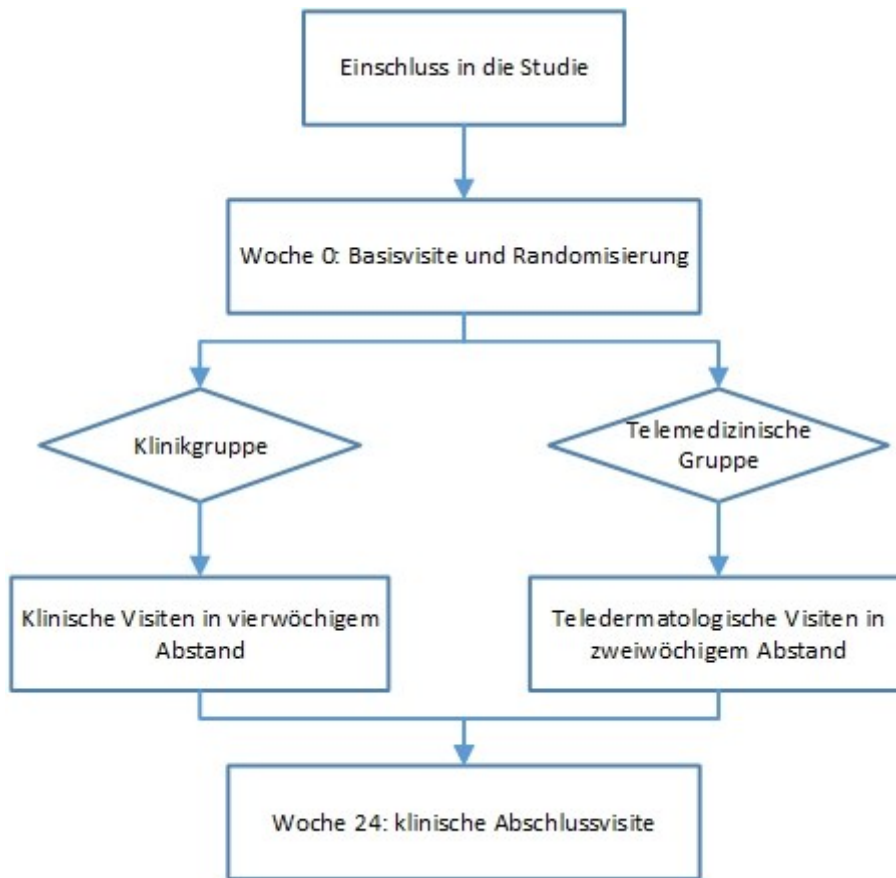 Einschluss in die Studie
Woche 0: Basisvisite und Randomisierung
Klinikgruppe
Telemedizinische
Gruppe
Klinische Visiten in vierwöchigem
Abstand
Teledermatologische Visiten in
zweiwöchigem Abstand
Woche 24: klinische Abschlussvisite